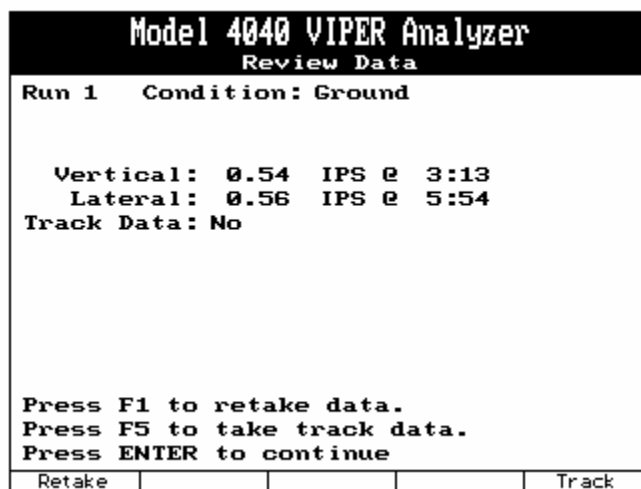 Model 4040 VIPER Analyzer
Review Data
Run 1 Condition: Ground
Vertical: 0.54 IPS @ 3:13
Lateral: 0.56 IPS @ 5:54
Track Data: No
Press F1 to retake data.
Press F5 to take track data.
Press ENTER to continue
Retake Track